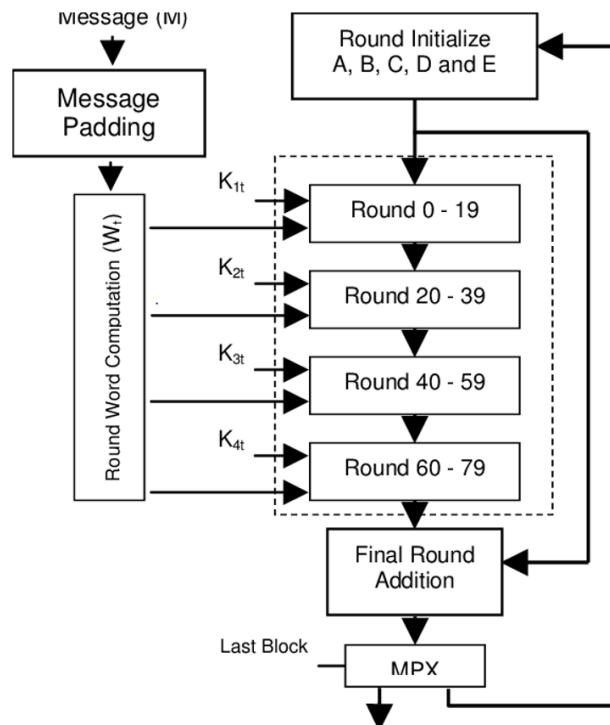 Message (M)
Message
Padding
Round Word Computation (Wt)
Round Initialize
A, B, C, D and E
K1t
Round 0 - 19
K2t
Round 20 - 39
K3t
Round 40 - 59
K4t
Round 60 - 79
Final Round
Addition
Last Block
MPX